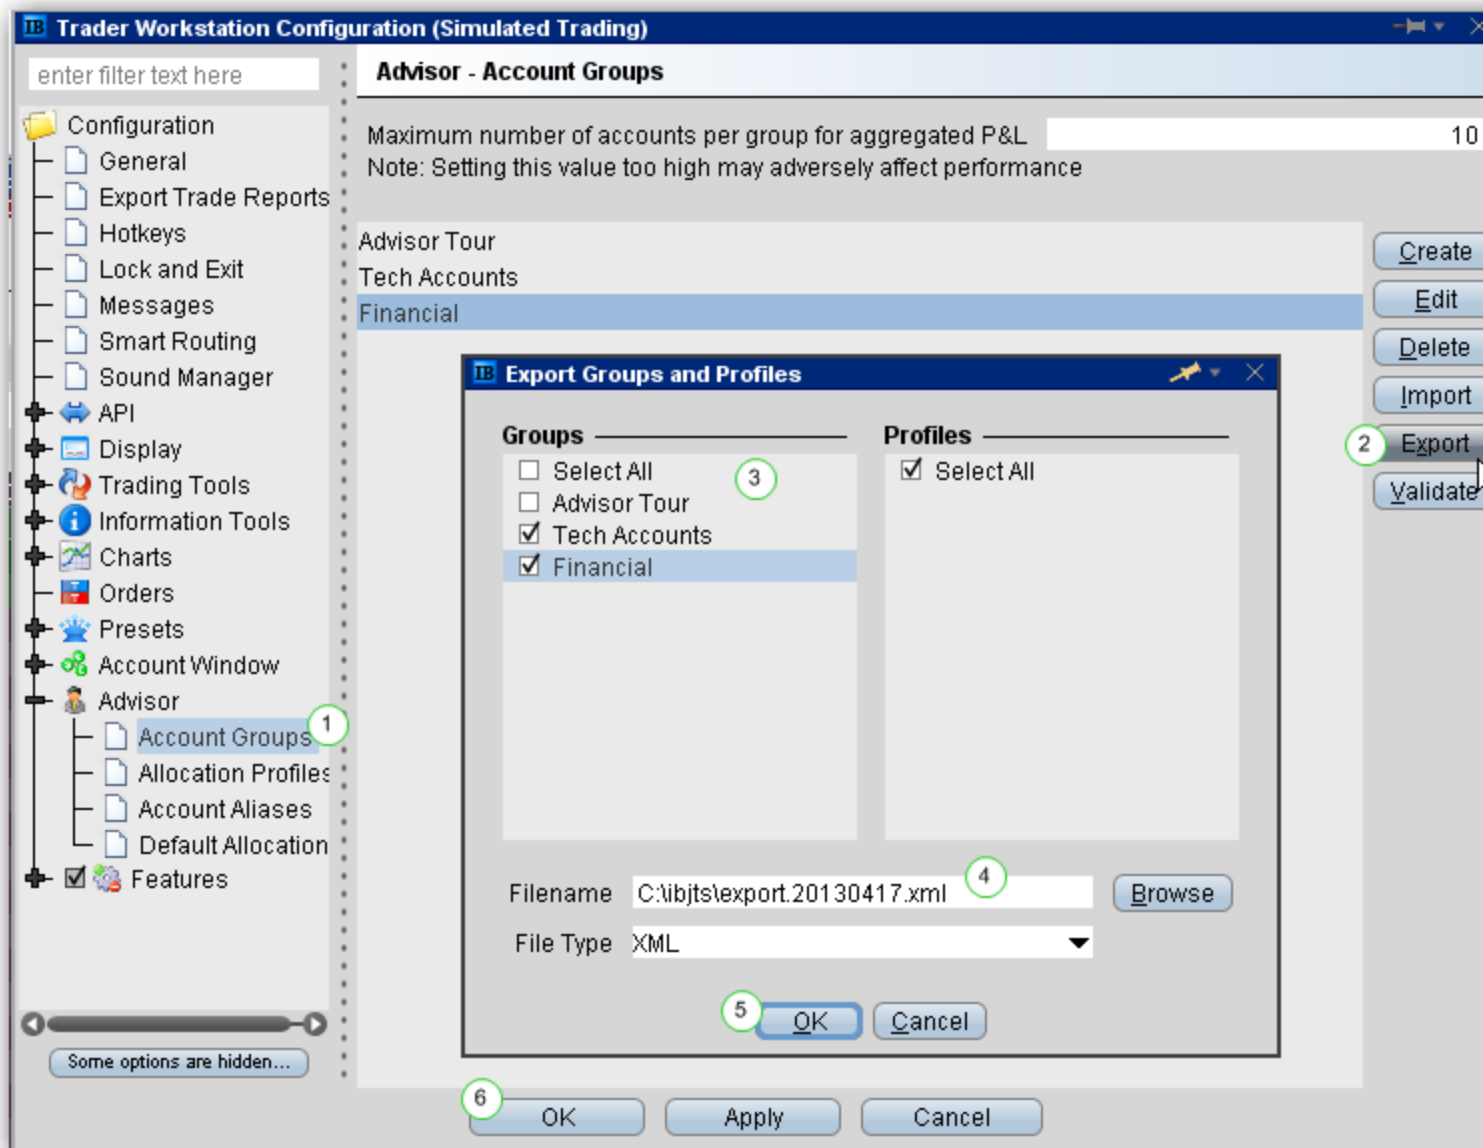 IB Trader Workstation Configuration (Simulated Trading)
enter filter text here
Configuration
General
Export Trade Reports
Hotkeys
Lock and Exit
Messages
Smart Routing
Sound Manager
API
Display
Trading Tools
Information Tools
Charts
Orders
Presets
Account Window
Advisor
Account Groups 1
Allocation Profiles
Account Aliases
Default Allocation
Features
Some options are hidden...
Advisor - Account Groups
Maximum number of accounts per group for aggregated P&L 10
Note: Setting this value too high may adversely affect performance
Advisor Tour
Tech Accounts
Financial
Create
Edit
Delete
Import
2 Export
Validate
IB Export Groups and Profiles
Groups
Select All 3
Advisor Tour
Tech Accounts
Financial
Profiles
Select All
Filename C:\ibjts\export.20130417.xml 4 Browse
File Type XML
5 OK Cancel
6 OK Apply Cancel